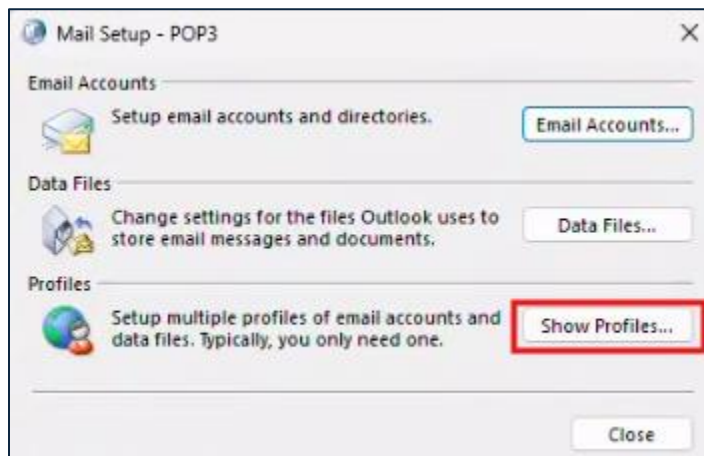 Mail Setup - POP3
Email Accounts
Setup email accounts and directories.
Email Accounts...
Data Files
Change settings for the files Outlook uses to
store email messages and documents.
Data Files...
Profiles
Setup multiple profiles of email accounts and
data files. Typically, you only need one.
Show Profiles...
Close